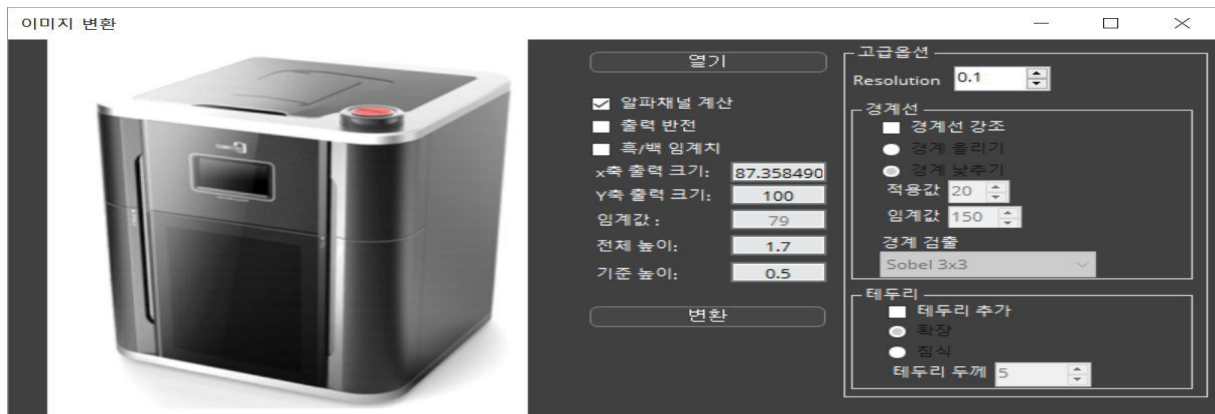 이미지 변환
열기
알파채널 계산
출력 반전
흑/백 임계치
x축 출력 크기: 87.358490
Y축 출력 크기: 100
임계값 : 79
전체 높이: 1.7
기준 높이: 0.5
변환
고급옵션
Resolution 0.1
경계선
경계선 강조
경계 올리기
경계 낮추기
적용값 20
임계값 150
경계 검출
Sobel 3x3
테두리
테두리 추가
확장
침식
테두리 두께 5